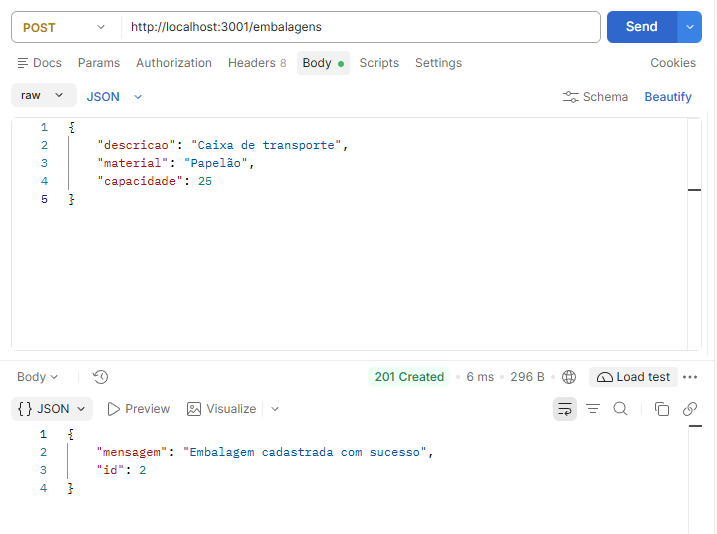 POST http://localhost:3001/embalagens Send
Docs Params Authorization Headers 8 Body Scripts Settings Cookies
raw JSON Schema Beautify
1 {
2 "descricao": "Caixa de transporte",
3 "material": "Papelão",
4 "capacidade": 25
5 }
Body 201 Created 6 ms 296 B Load test
{} JSON Preview Visualize
1 {
2 "mensagem": "Embalagem cadastrada com sucesso",
3 "id": 2
4 }